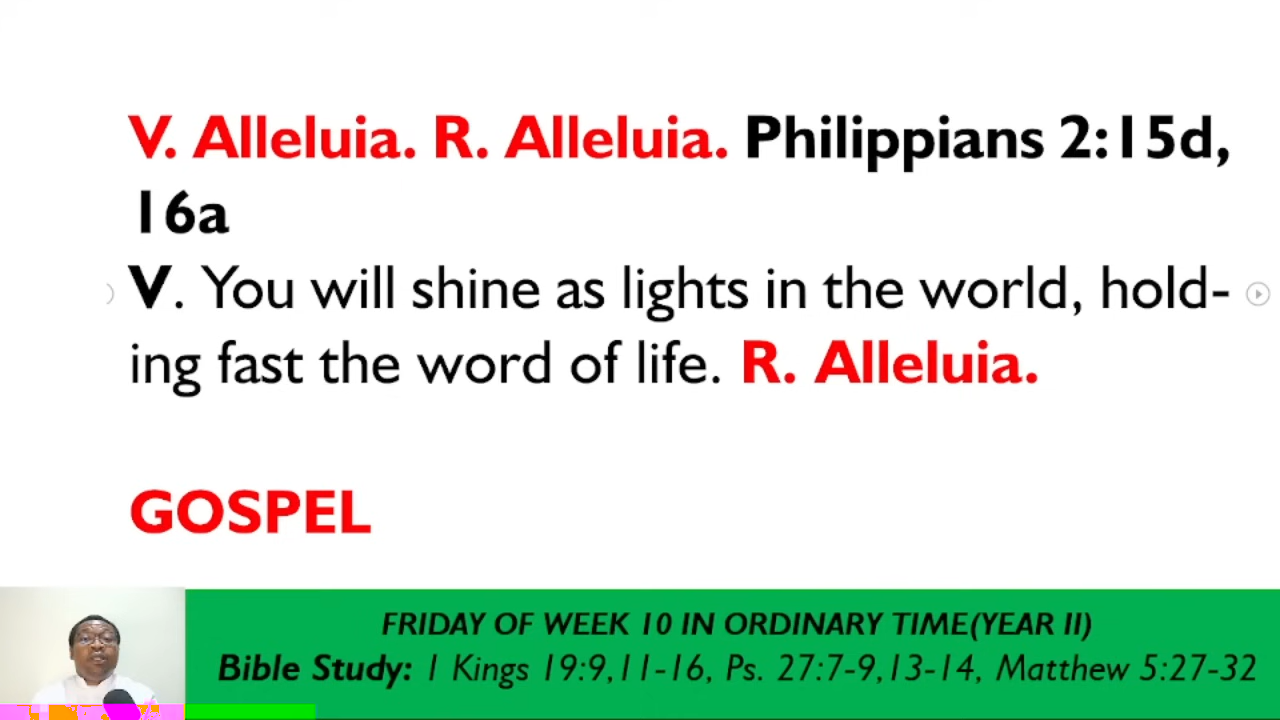 V. Alleluia. R. Alleluia. Philippians 2:15d,
16a
V. You will shine as lights in the world, hold-
ing fast the word of life. R. Alleluia.
GOSPEL
FRIDAY OF WEEK 10 IN ORDINARY TIME(YEAR II)
Bible Study: 1 Kings 19:9,11-16, Ps. 27:7-9,13-14, Matthew 5:27-32